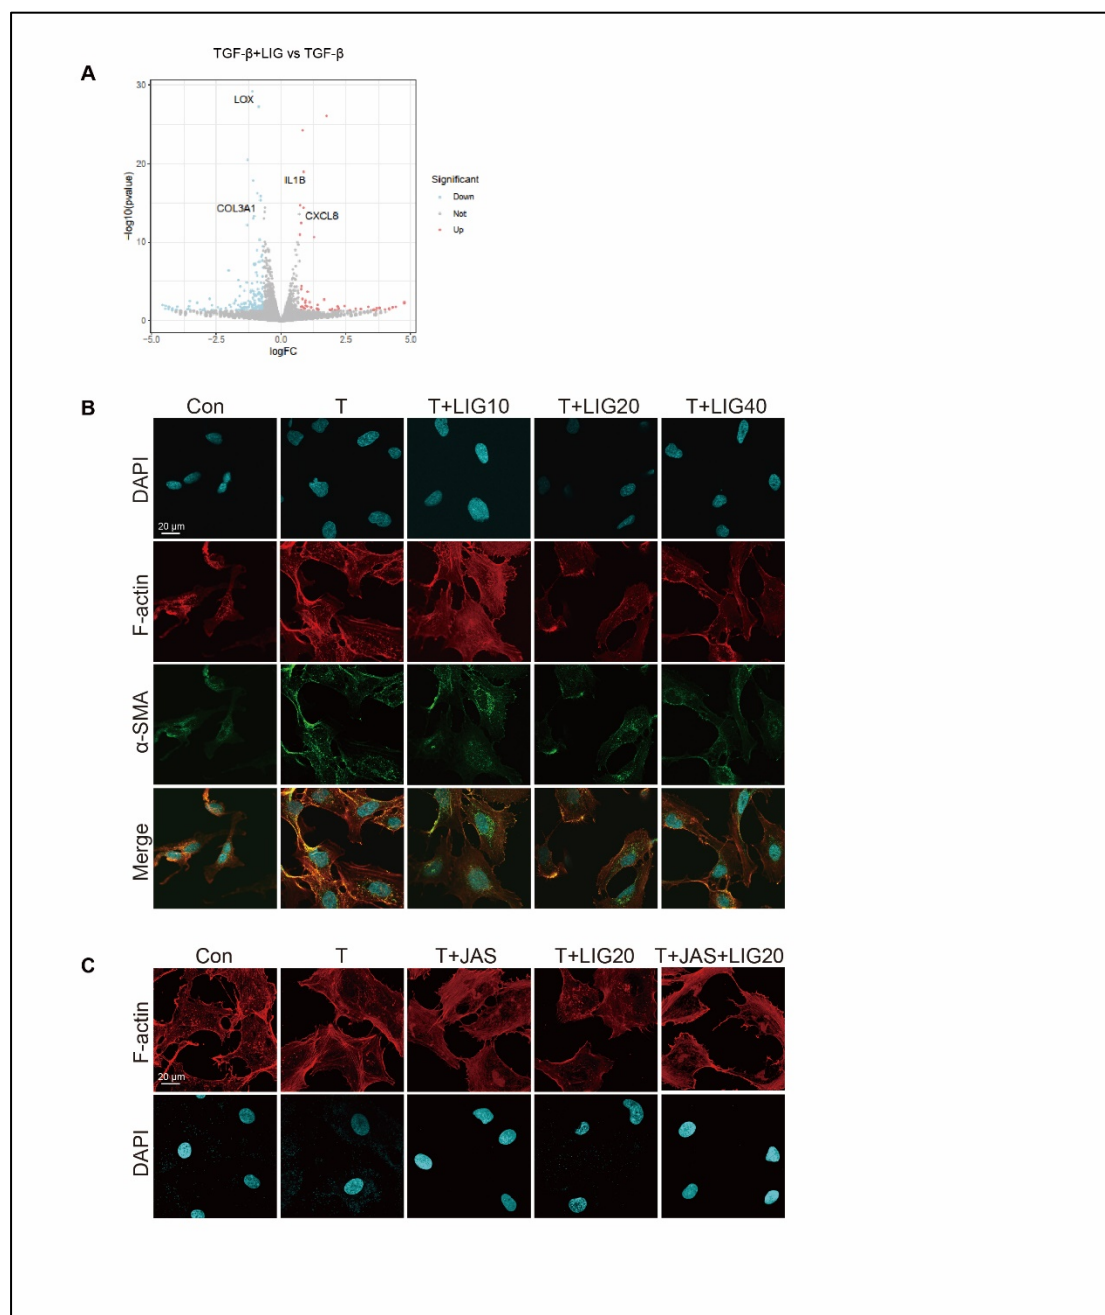 A
TGF-β+LIG vs TGF-β
−log10(pvalue)
30
20
10
0
LOX
IL1B
COL3A1
CXCL8
−5.0
−2.5
0.0
2.5
5.0
logFC
Significant
Down
Not
Up
B
Con
T
T+LIG10
T+LIG20
T+LIG40
DAPI
20 μm
F-actin
α-SMA
Merge
C
Con
T
T+JAS
T+LIG20
T+JAS+LIG20
F-actin
20 μm
DAPI